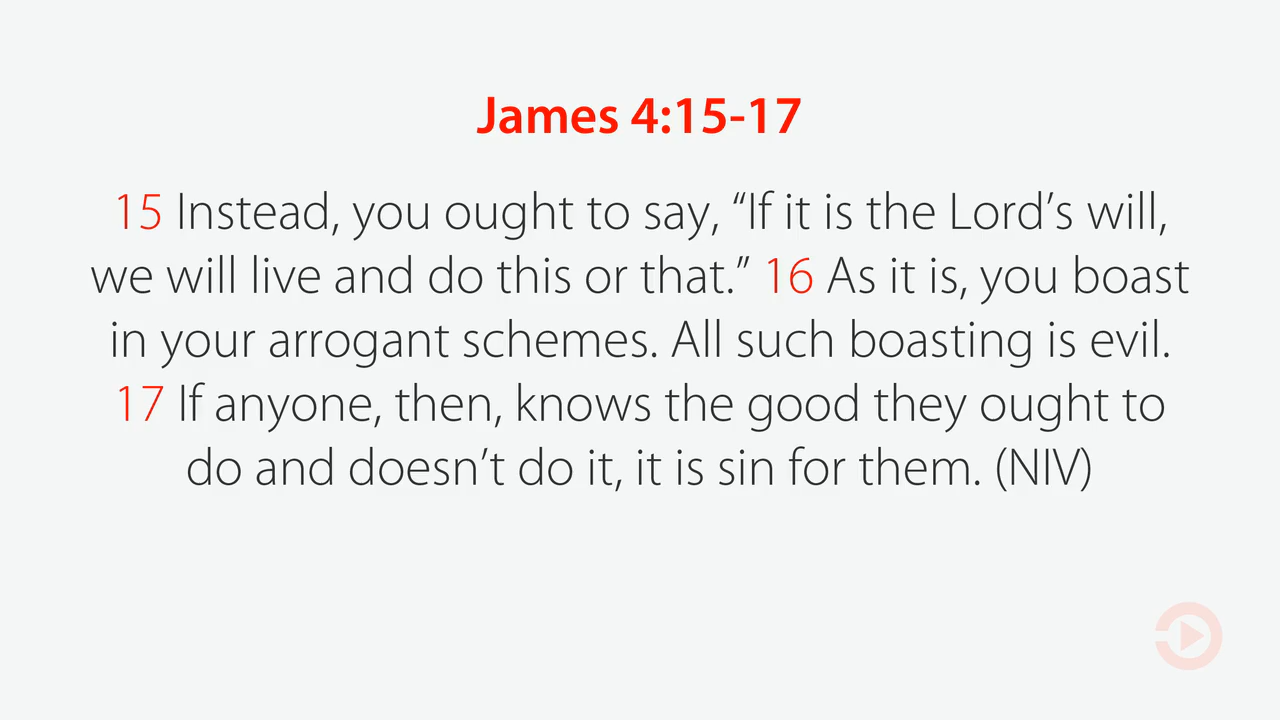 James 4:15-17
15 Instead, you ought to say, “If it is the Lord’s will,
we will live and do this or that.” 16 As it is, you boast
in your arrogant schemes. All such boasting is evil.
17 If anyone, then, knows the good they ought to
do and doesn’t do it, it is sin for them. (NIV)